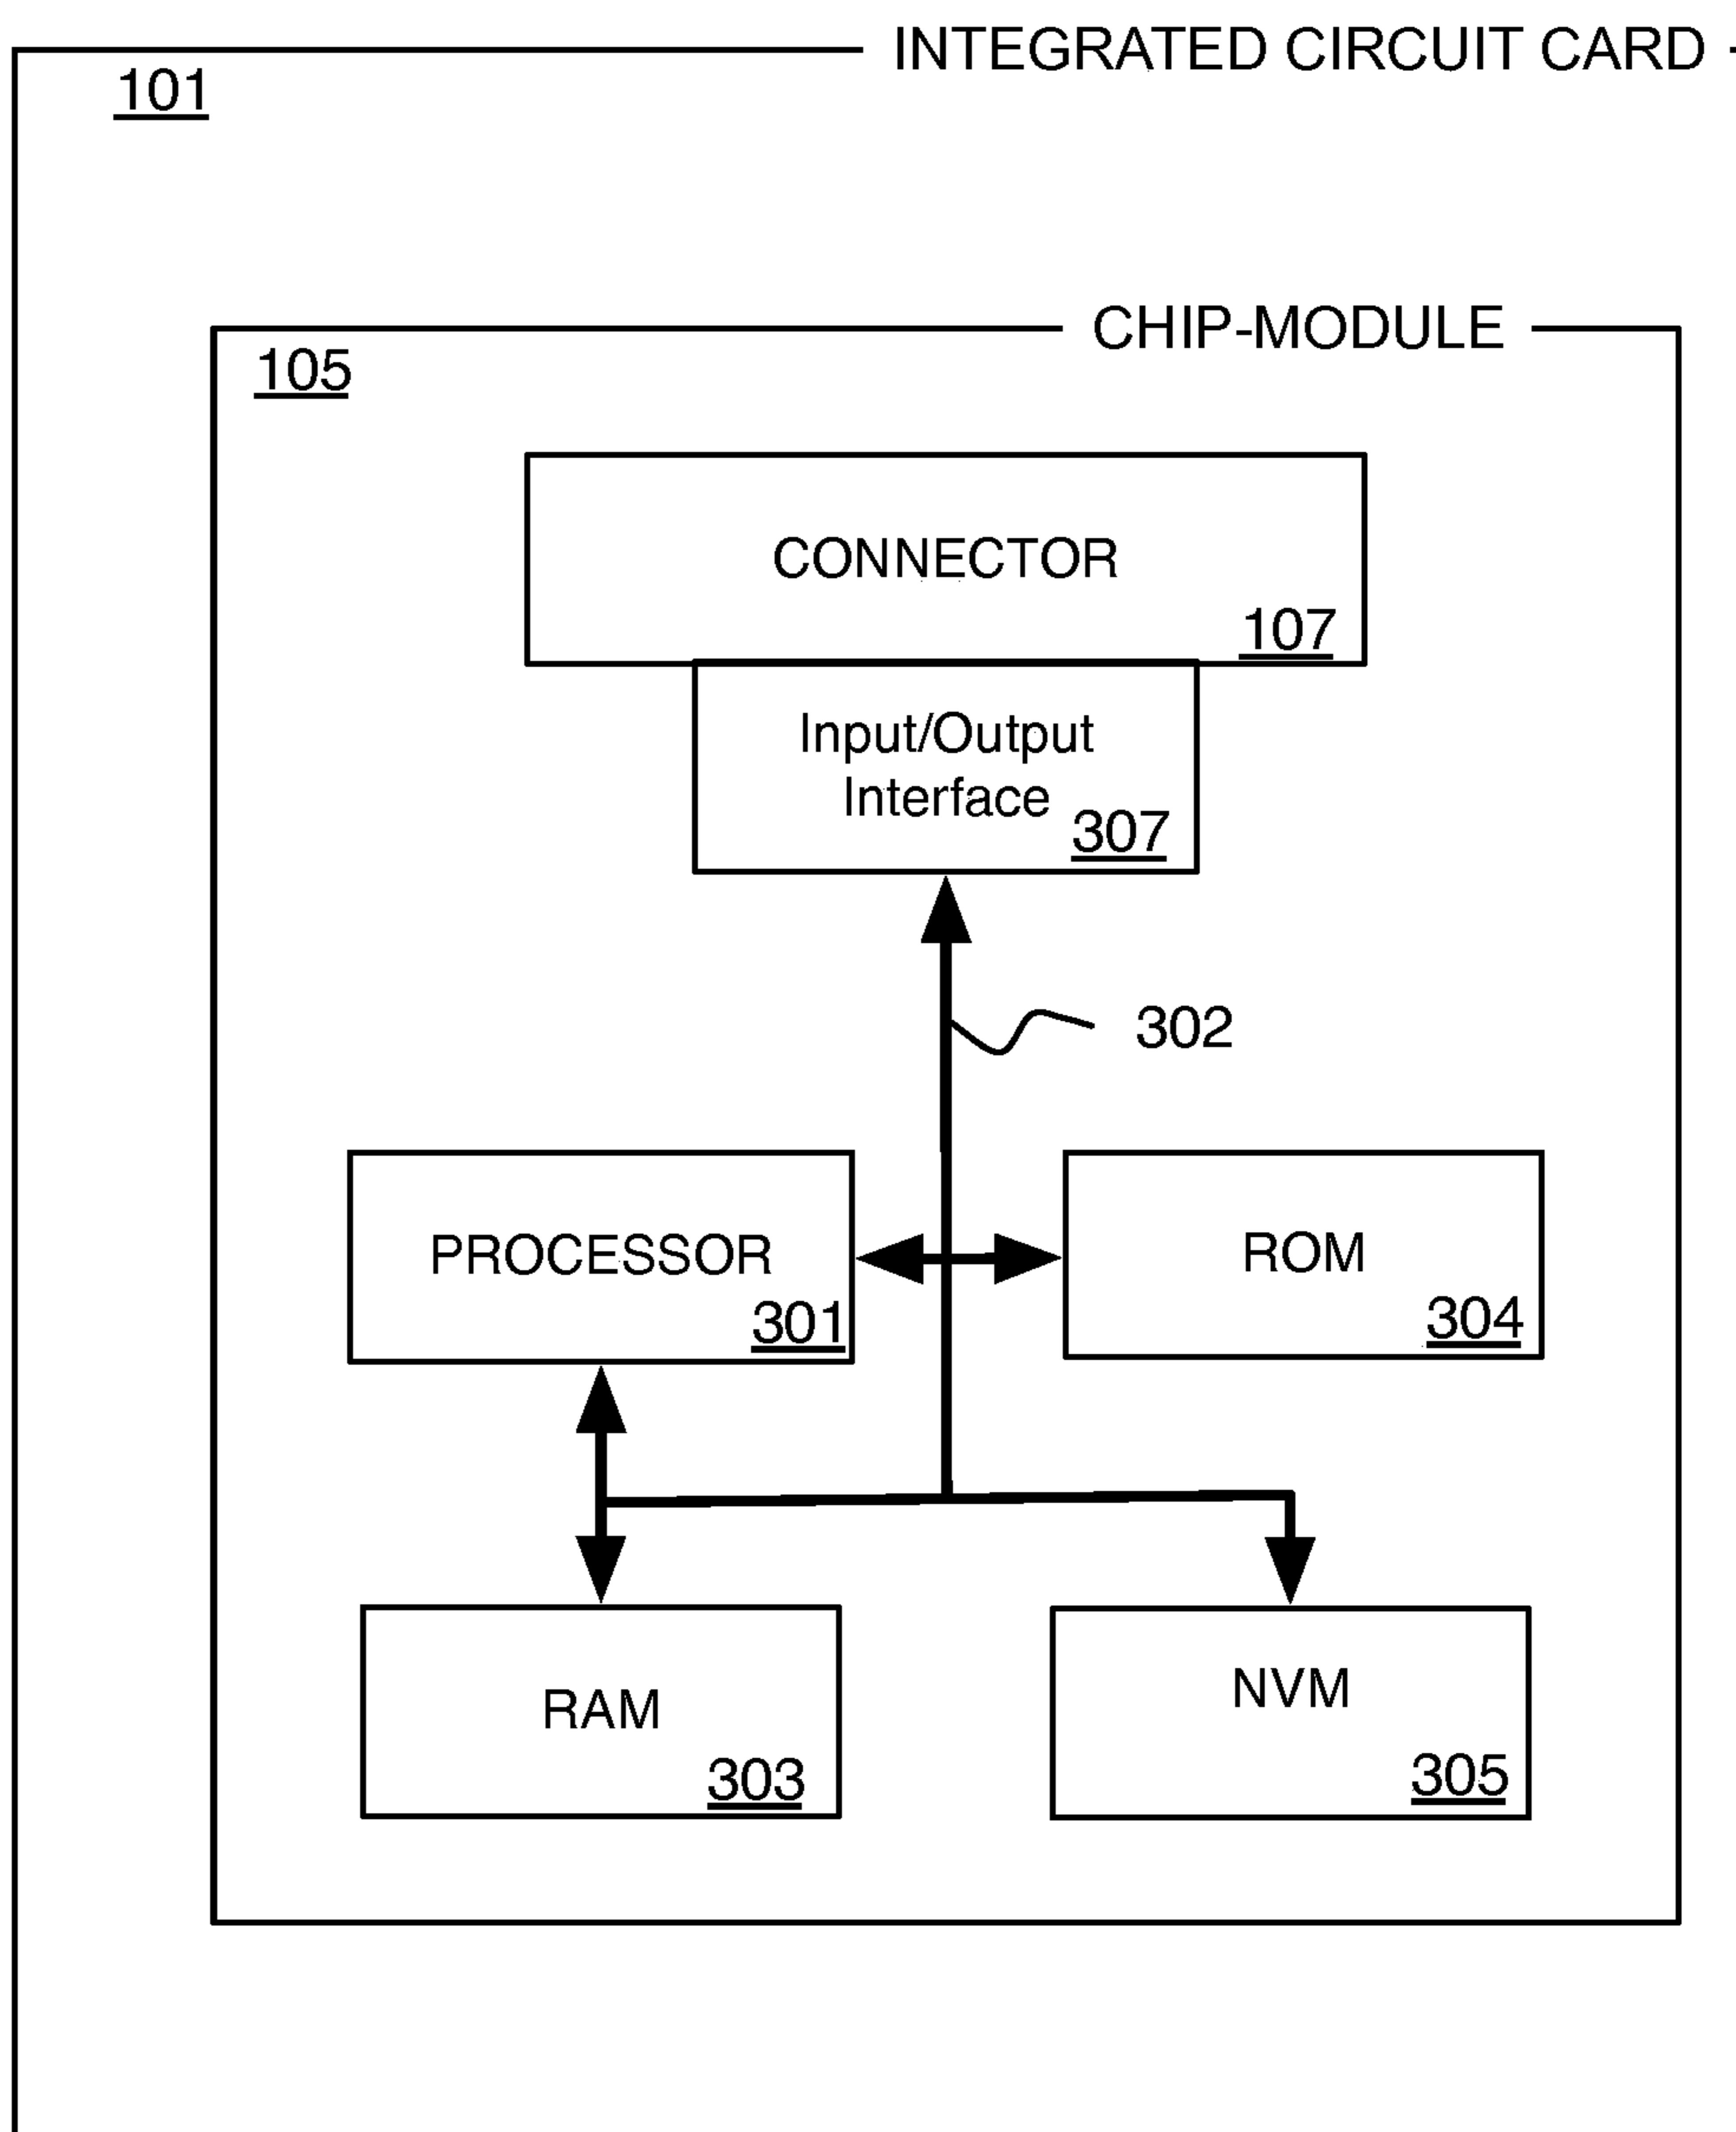 INTEGRATED CIRCUIT CARD
101
CHIP-MODULE
105
CONNECTOR
107
Input/Output
Interface
307
302
PROCESSOR
301
ROM
304
RAM
303
NVM
305